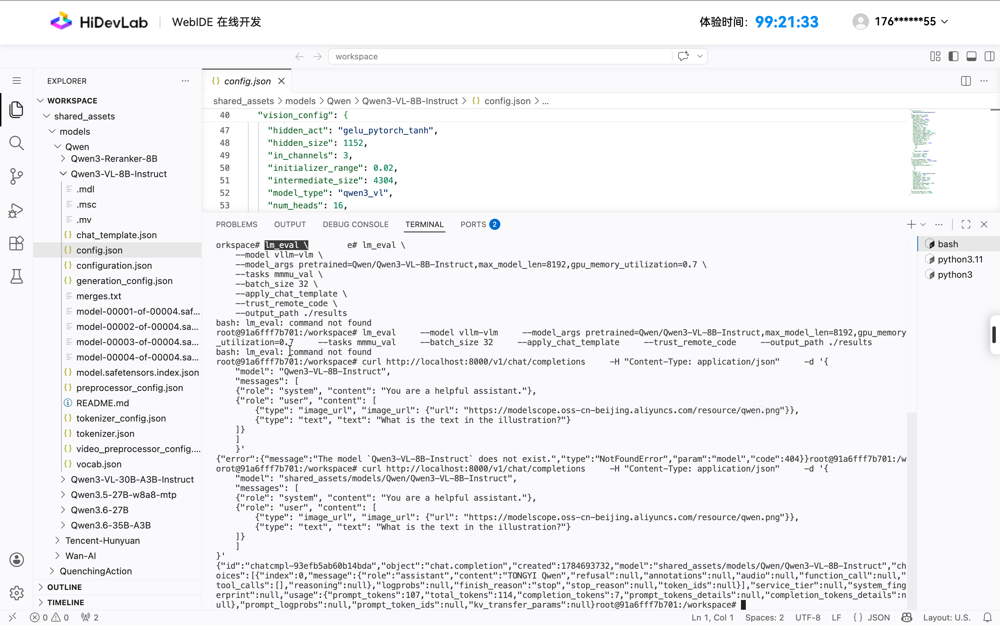 HiDevLab
WebIDE 在线开发
体验时间： 99:21:33
176******55
workspace
EXPLORER
WORKSPACE
shared_assets
models
Qwen
Qwen3-Reranker-8B
Qwen3-VL-8B-Instruct
.mdl
.msc
.mv
chat_template.json
config.json
configuration.json
generation_config.json
merges.txt
model-00001-of-00004.saf...
model-00002-of-00004.sa...
model-00003-of-00004.sa...
model-00004-of-00004.sa...
model.safetensors.index.json
preprocessor_config.json
README.md
tokenizer_config.json
tokenizer.json
video_preprocessor_config....
vocab.json
Qwen3-VL-30B-A3B-Instruct
Qwen3.5-27B-w8a8-mtp
Qwen3.6-27B
Qwen3.6-35B-A3B
Tencent-Hunyuan
Wan-AI
QuenchingAction
OUTLINE
TIMELINE
{} config.json
shared_assets > models > Qwen > Qwen3-VL-8B-Instruct > {} config.json > ...
40 "vision_config": {
47 "hidden_act": "gelu_pytorch_tanh",
48 "hidden_size": 1152,
49 "in_channels": 3,
50 "initializer_range": 0.02,
51 "intermediate_size": 4304,
52 "model_type": "qwen3_vl",
53 "num_heads": 16,
PROBLEMS OUTPUT DEBUG CONSOLE TERMINAL PORTS 2
orkspace# lm_eval \ e# lm_eval \
--model vllm-vlm \
--model_args pretrained=Qwen/Qwen3-VL-8B-Instruct,max_model_len=8192,gpu_memory_utilization=0.7 \
--tasks mmmu_val \
--batch_size 32 \
--apply_chat_template \
--trust_remote_code \
--output_path ./results
bash: lm_eval: command not found
root@91a6fff7b701:/workspace# lm_eval --model vllm-vlm --model_args pretrained=Qwen/Qwen3-VL-8B-Instruct,max_model_len=8192,gpu_memory
_utilization=0.7 --tasks mmmu_val --batch_size 32 --apply_chat_template --trust_remote_code --output_path ./results
bash: lm_eval: command not found
root@91a6fff7b701:/workspace# curl http://localhost:8000/v1/chat/completions -H "Content-Type: application/json" -d '{
"model": "Qwen3-VL-8B-Instruct",
"messages": [
{"role": "system", "content": "You are a helpful assistant."},
{"role": "user", "content": [
{"type": "image_url", "image_url": {"url": "https://modelscope.oss-cn-beijing.aliyuncs.com/resource/qwen.png"}},
{"type": "text", "text": "What is the text in the illustration?"}
]}
]
}'
{"error":{"message":"The model `Qwen3-VL-8B-Instruct` does not exist.","type":"NotFoundError","param":"model","code":404}}root@91a6fff7b701:/w
orot@91a6fff7b701:/workspace# curl http://localhost:8000/v1/chat/completions -H "Content-Type: application/json" -d '{
"model": "shared_assets/models/Qwen/Qwen3-VL-8B-Instruct",
"messages": [
{"role": "system", "content": "You are a helpful assistant."},
{"role": "user", "content": [
{"type": "image_url", "image_url": {"url": "https://modelscope.oss-cn-beijing.aliyuncs.com/resource/qwen.png"}},
{"type": "text", "text": "What is the text in the illustration?"}
]}
]
}'
{"id":"chatcmpl-93efb5ab60b14bda","object":"chat.completion","created":1784693732,"model":"shared_assets/models/Qwen/Qwen3-VL-8B-Instruct","ch
oices":[{"index":0,"message":{"role":"assistant","content":"TONGYI Qwen","refusal":null,"annotations":null,"audio":null,"function_call":null,"
tool_calls":[],"reasoning":null},"logprobs":null,"finish_reason":"stop","stop_reason":null,"token_ids":null}],"service_tier":null,"system_fing
erprint":null,"usage":{"prompt_tokens":107,"total_tokens":114,"completion_tokens":7,"prompt_tokens_details":null,"completion_tokens_details":n
ull},"prompt_logprobs":null,"prompt_token_ids":null,"kv_transfer_params":null}root@91a6fff7b701:/workspace#
bash
python3.11
python3
0 0 2
Ln 1, Col 1 Spaces: 2 UTF-8 LF {} JSON Layout: U.S.